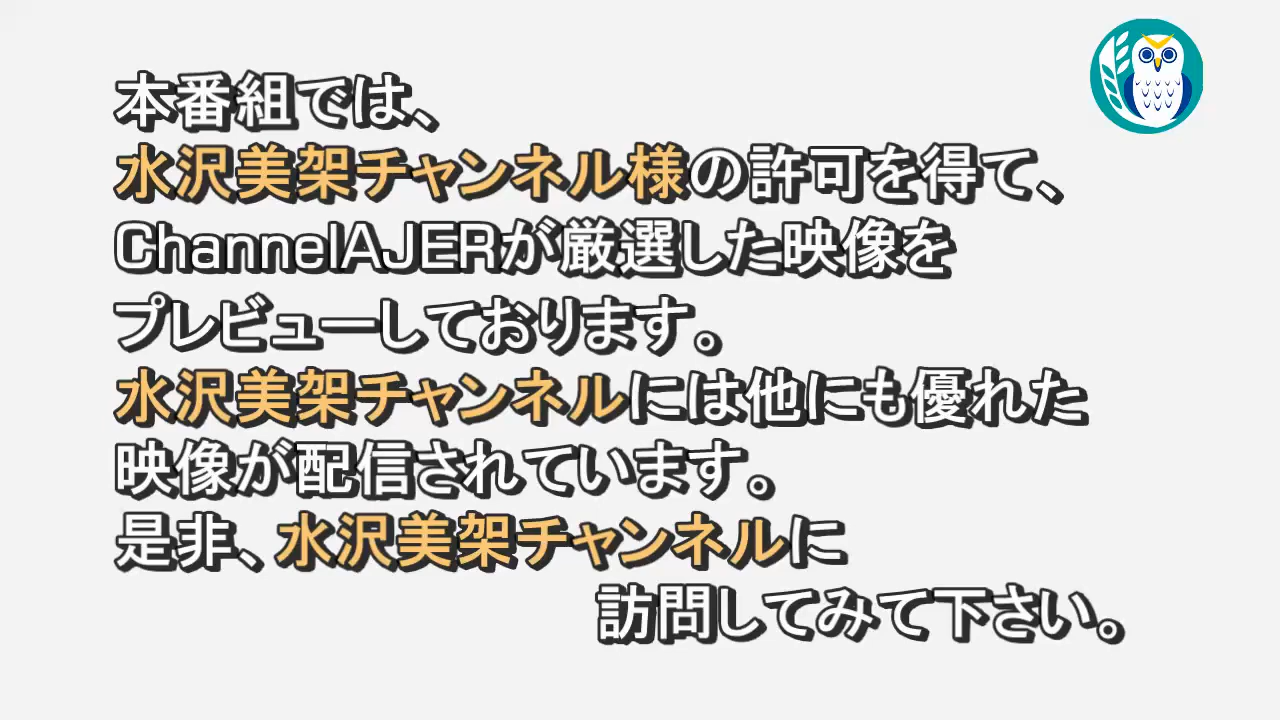 本番組では、
水沢美架チャンネル様の許可を得て、
ChannelAJERが厳選した映像を
プレビューしております。
水沢美架チャンネルには他にも優れた
映像が配信されています。
是非、水沢美架チャンネルに
訪問してみて下さい。